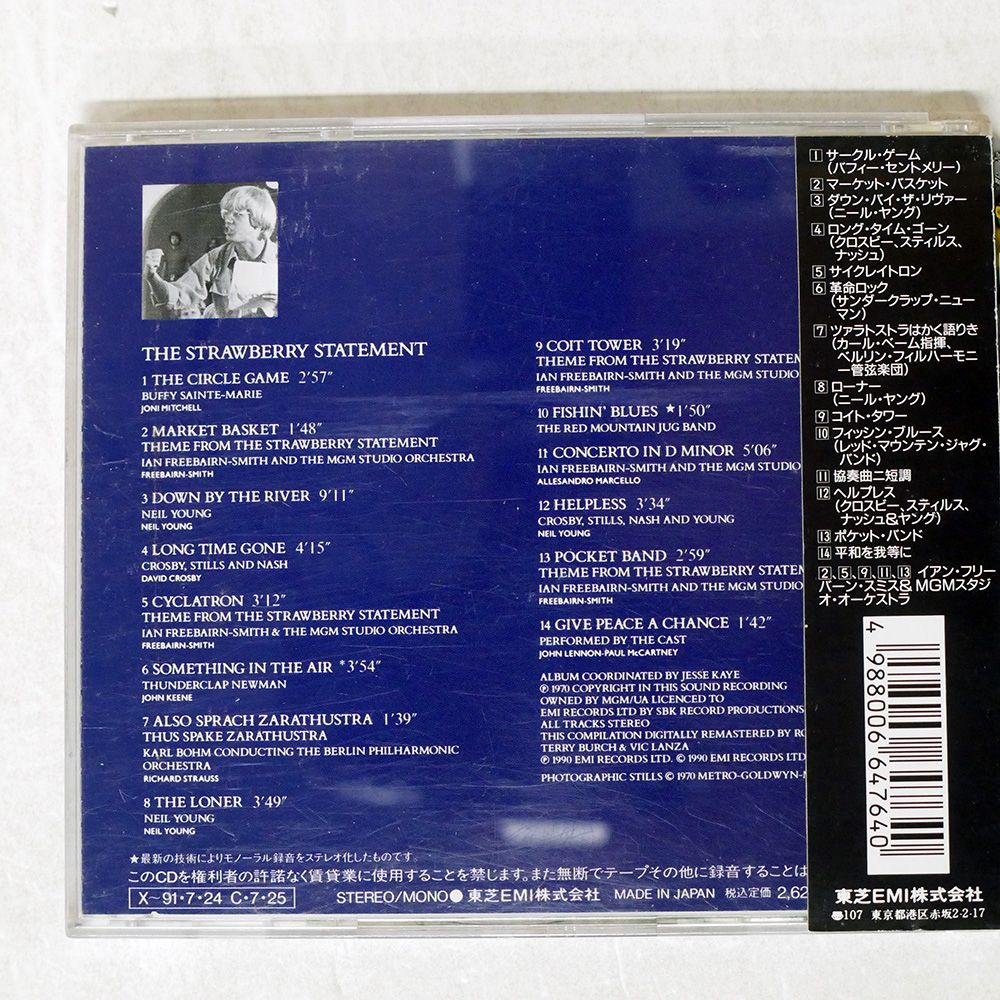 THE STRAWBERRY STATEMENT
1 THE CIRCLE GAME 2'57"
BUFFY SAINTE-MARIE
JONI MITCHELL
2 MARKET BASKET 1'48"
THEME FROM THE STRAWBERRY STATEMENT
IAN FREEBAIRN-SMITH AND THE MGM STUDIO ORCHESTRA
FREEBAIRN-SMITH
3 DOWN BY THE RIVER 9'11"
NEIL YOUNG
NEIL YOUNG
4 LONG TIME GONE 4'15"
CROSBY, STILLS AND NASH
DAVID CROSBY
5 CYCLATRON 3'12"
THEME FROM THE STRAWBERRY STATEMENT
IAN FREEBAIRN-SMITH & THE MGM STUDIO ORCHESTRA
FREEBAIRN-SMITH
6 SOMETHING IN THE AIR *3'54"
THUNDERCLAP NEWMAN
JOHN KEENE
7 ALSO SPRACH ZARATHUSTRA 1'39"
THUS SPAKE ZARATHUSTRA
KARL BOHM CONDUCTING THE BERLIN PHILHARMONIC
ORCHESTRA
RICHARD STRAUSS
8 THE LONER 3'49"
NEIL YOUNG
NEIL YOUNG
9 COIT TOWER 3'19"
THEME FROM THE STRAWBERRY STATEM
IAN FREEBAIRN-SMITH AND THE MGM STUDIO
FREEBAIRN-SMITH
10 FISHIN' BLUES ★1'50"
THE RED MOUNTAIN JUG BAND
11 CONCERTO IN D MINOR 5'06"
IAN FREEBAIRN-SMITH AND THE MGM STUDIO
ALLESANDRO MARCELLO
12 HELPLESS 3'34"
CROSBY, STILLS, NASH AND YOUNG
NEIL YOUNG
13 POCKET BAND 2'59"
THEME FROM THE STRAWBERRY STATEM
IAN FREEBAIRN-SMITH AND THE MGM STUDIO
FREEBAIRN-SMITH
14 GIVE PEACE A CHANCE 1'42"
PERFORMED BY THE CAST
JOHN LENNON-PAUL McCARTNEY
ALBUM COORDINATED BY JESSE KAYE
℗ 1970 COPYRIGHT IN THIS SOUND RECORDING
OWNED BY MGM/UA LICENCED TO
EMI RECORDS LTD BY SBK RECORD PRODUCTIONS
ALL TRACKS STEREO
THIS COMPILATION DIGITALLY REMASTERED BY RO
TERRY BURCH & VIC LANZA
℗ 1990 EMI RECORDS LTD. © 1990 EMI RECORDS LTD
PHOTOGRAPHIC STILLS © 1970 METRO-GOLDWYN-M
★最新の技術によりモノーラル録音をステレオ化したものです
このCDを権利者の許諾なく賃貸業に使用することを禁じます。また無断でテープその他に録音することは
X-91・7・24 C・7・25 STEREO/MONO● 東芝EMI株式会社 MADE IN JAPAN 税込定価 2,62
1 サークル・ゲーム
(バフィー・セントメリー)
2 マーケット・バスケット
3 ダウン・バイ・ザ・リヴァー
(ニール・ヤング)
4 ロング・タイム・ゴーン
(クロスビー、スティルス、
ナッシュ)
5 サイクレイトロン
6 革命ロック
(サンダークラップ・ニュー
マン)
7 ツァラトストラはかく語りき
(カール・ベーム指揮、
ベルリン・フィルハーモニ
ー管弦楽団)
8 ローナー
(ニール・ヤング)
9 コイト・タワー
10 フィッシン・ブルース
(レッド・マウンテン・ジャグ・
バンド)
11 協奏曲ニ短調
12 ヘルプレス
(クロスビー、スティルス、
ナッシュ&ヤング)
13 ポケット・バンド
14 平和を我等に
2、5、9、11、13 イアン・フリー
バーン・スミス& MGMスタジ
オ・オーケストラ
4 988006 647640
東芝EMI株式会社
107 東京都港区赤坂2-2-17